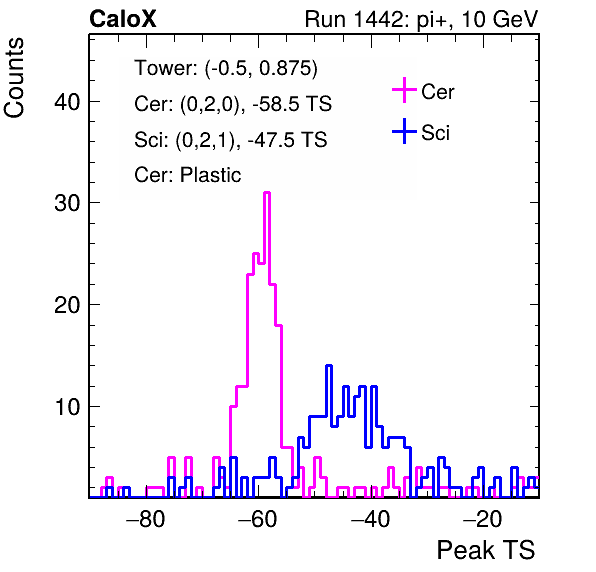 CaloX Run 1442: pi+, 10 GeV
Counts
Tower: (-0.5, 0.875)
Cer: (0,2,0), -58.5 TS
Sci: (0,2,1), -47.5 TS
Cer: Plastic
Cer
Sci
40
30
20
10
−80 −60 −40 −20
Peak TS